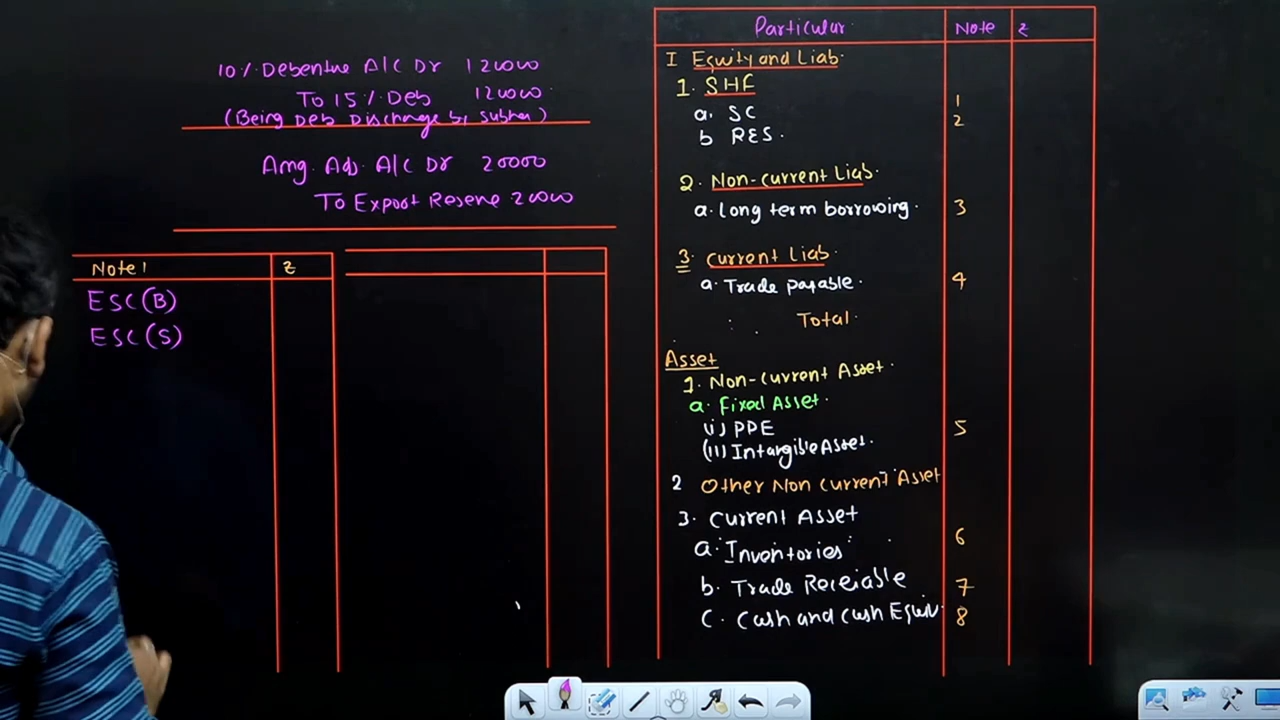 10% Debenture A/C Dr 120000
To 15% Deb 120000
(Being Deb Discharge by Subha)
Amg. Adj. A/C Dr 20000
To Export Reserve 20000
Note 1 ₹
ESC (B)
ESC (S)
Particular Note ₹
I Equity and Liab.
1. SHF
a. SC 1
b RES. 2
2. Non-current Liab.
a. Long term borrowing. 3
3. Current Liab.
a. Trade payable. 4
Total.
Asset
1. Non-current Asset.
a. Fixed Asset.
(i) PPE 5
(ii) Intangible Asset.
2 Other Non current Asset
3. Current Asset
a. Inventories 6
b. Trade Receiable 7
c. Cash and cash Equiv. 8